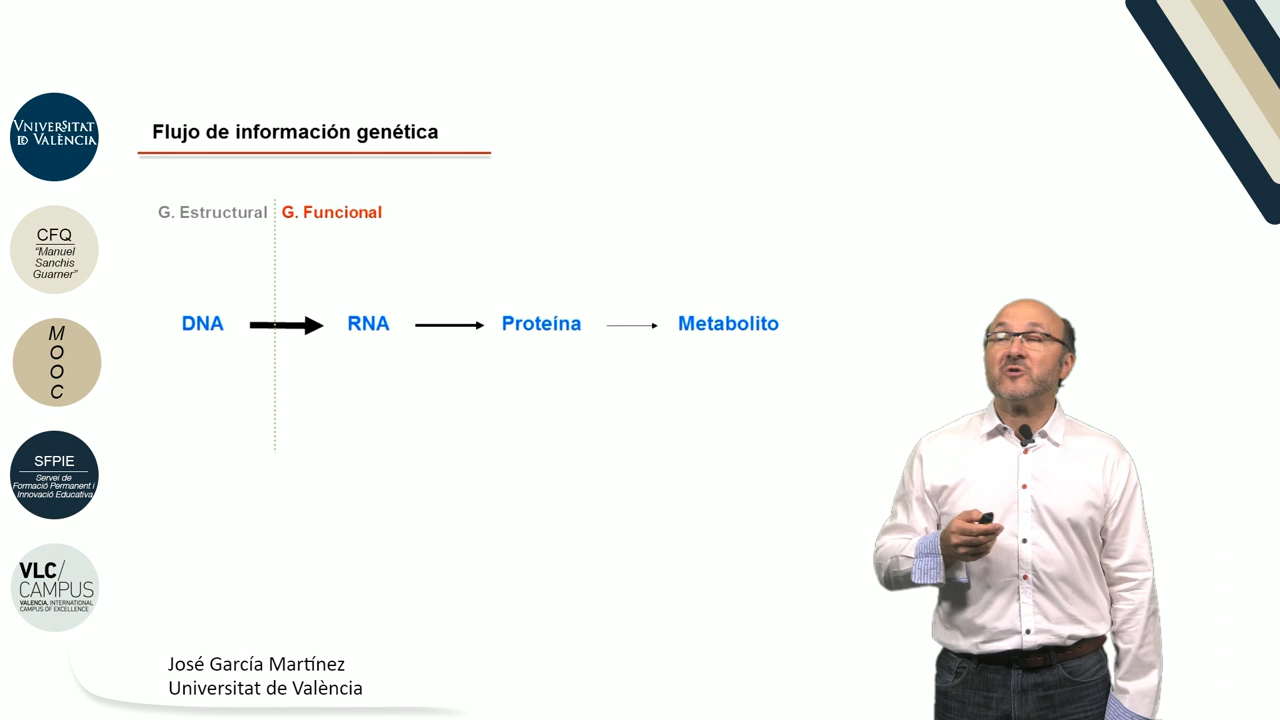 VNIVERSITAT
ID VALÈNCIA
CFQ
"Manuel
Sanchis
Guarner"
M
O
O
C
SFPIE
Servei de
Formació Permanent i
Innovació Educativa
VLC/
CAMPUS
VALENCIA, INTERNATIONAL
CAMPUS OF EXCELLENCE
Flujo de información genética
G. Estructural
G. Funcional
DNA
RNA
Proteína
Metabolito
José García Martínez
Universitat de València